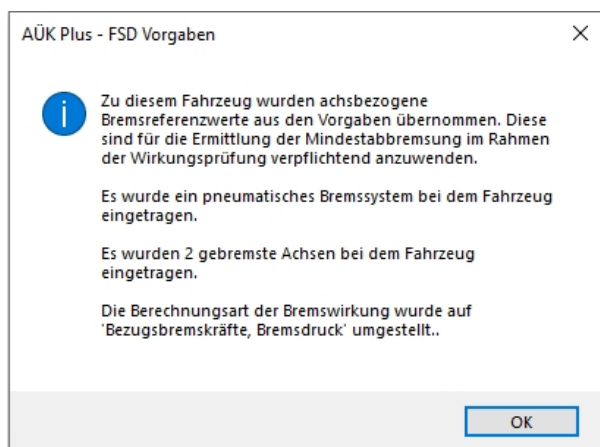 AÜK Plus - FSD Vorgaben
Zu diesem Fahrzeug wurden achsbezogene
Bremsreferenzwerte aus den Vorgaben übernommen. Diese
sind für die Ermittlung der Mindestabbremsung im Rahmen
der Wirkungsprüfung verpflichtend anzuwenden.
Es wurde ein pneumatisches Bremssystem bei dem Fahrzeug
eingetragen.
Es wurden 2 gebremste Achsen bei dem Fahrzeug
eingetragen.
Die Berechnungsart der Bremswirkung wurde auf
'Bezugsbremskräfte, Bremsdruck' umgestellt..
OK